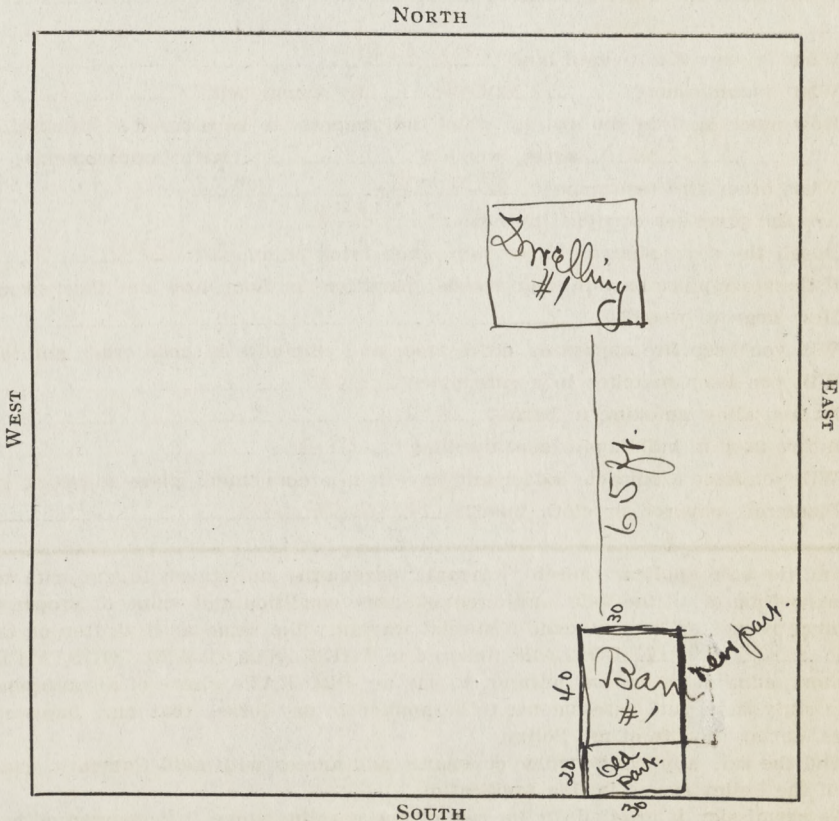 NORTH
Dwelling
#1
WEST
EAST
65 ft.
30
new part
40
Barn
#1
20
Old
part
30
SOUTH